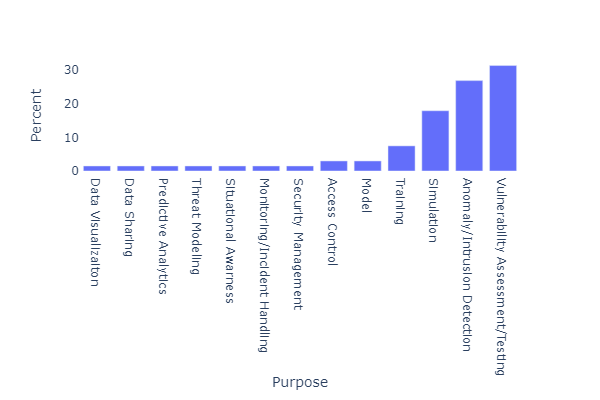 30
20
10
0
Percent
Data Visualizaiton
Data Sharing
Predictive Analytics
Threat Modeling
Situational Awarness
Monitoring/Incident Handling
Security Management
Access Control
Model
Training
Simulation
Anomaly/Intrusion Detection
Vulnerability Assessment/Testing
Purpose